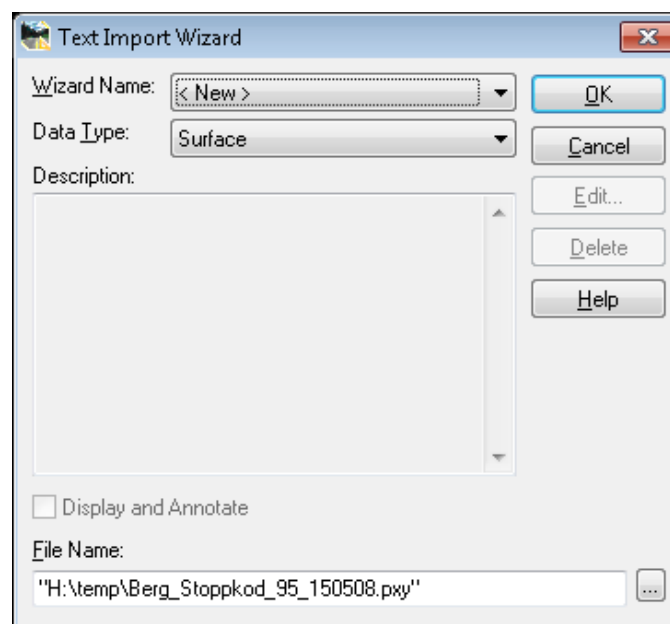 Text Import Wizard
Wizard Name: < New > OK
Data Type: Surface Cancel
Description: Edit...
Delete
Help
Display and Annotate
File Name:
"H:\temp\Berg_Stoppkod_95_150508.pxy" ...